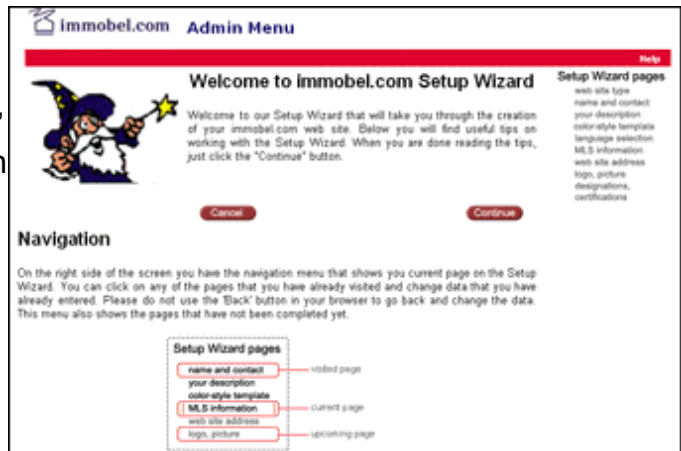 immobel.com Admin Menu
Help
Welcome to immobel.com Setup Wizard
Welcome to our Setup Wizard that will take you through the creation
of your immobel.com web site. Below you will find useful tips on
working with the Setup Wizard. When you are done reading the tips,
just click the "Continue" button.
Cancel
Continue
Setup Wizard pages
web site type
name and contact
your description
color-style template
language selection
MLS information
web site address
logo, picture
designations,
certifications
Navigation
On the right side of the screen you have the navigation menu that shows you current page on the Setup
Wizard. You can click on any of the pages that you have already visited and change data that you have
already entered. Please do not use the 'Back' button in your browser to go back and change the data.
This menu also shows the pages that have not been completed yet.
Setup Wizard pages
name and contact
visited page
your description
color-style template
MLS information
current page
web site address
logo, picture
upcoming page